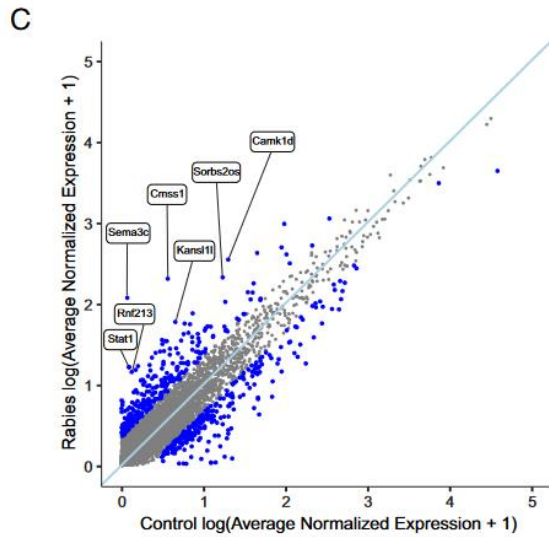 C
Rabies log(Average Normalized Expression + 1)
5
4
3
2
1
0
Camk1d
Sorbs2os
Cmss1
Sema3c
Kansl1l
Rnf213
Stat1
0 1 2 3 4 5
Control log(Average Normalized Expression + 1)